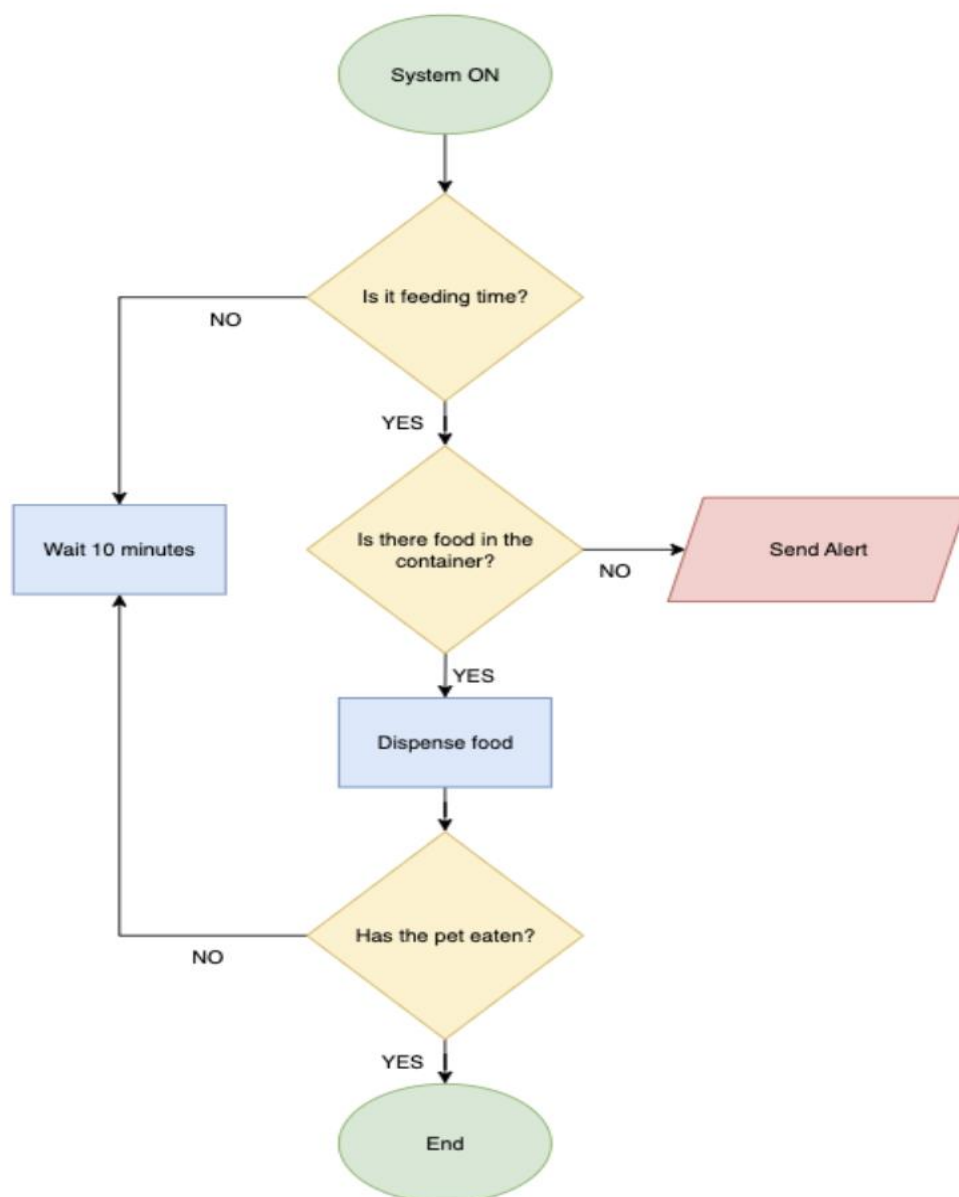 System ON
Is it feeding time?
NO
YES
Wait 10 minutes
Is there food in the
container?
NO
Send Alert
YES
Dispense food
Has the pet eaten?
NO
YES
End